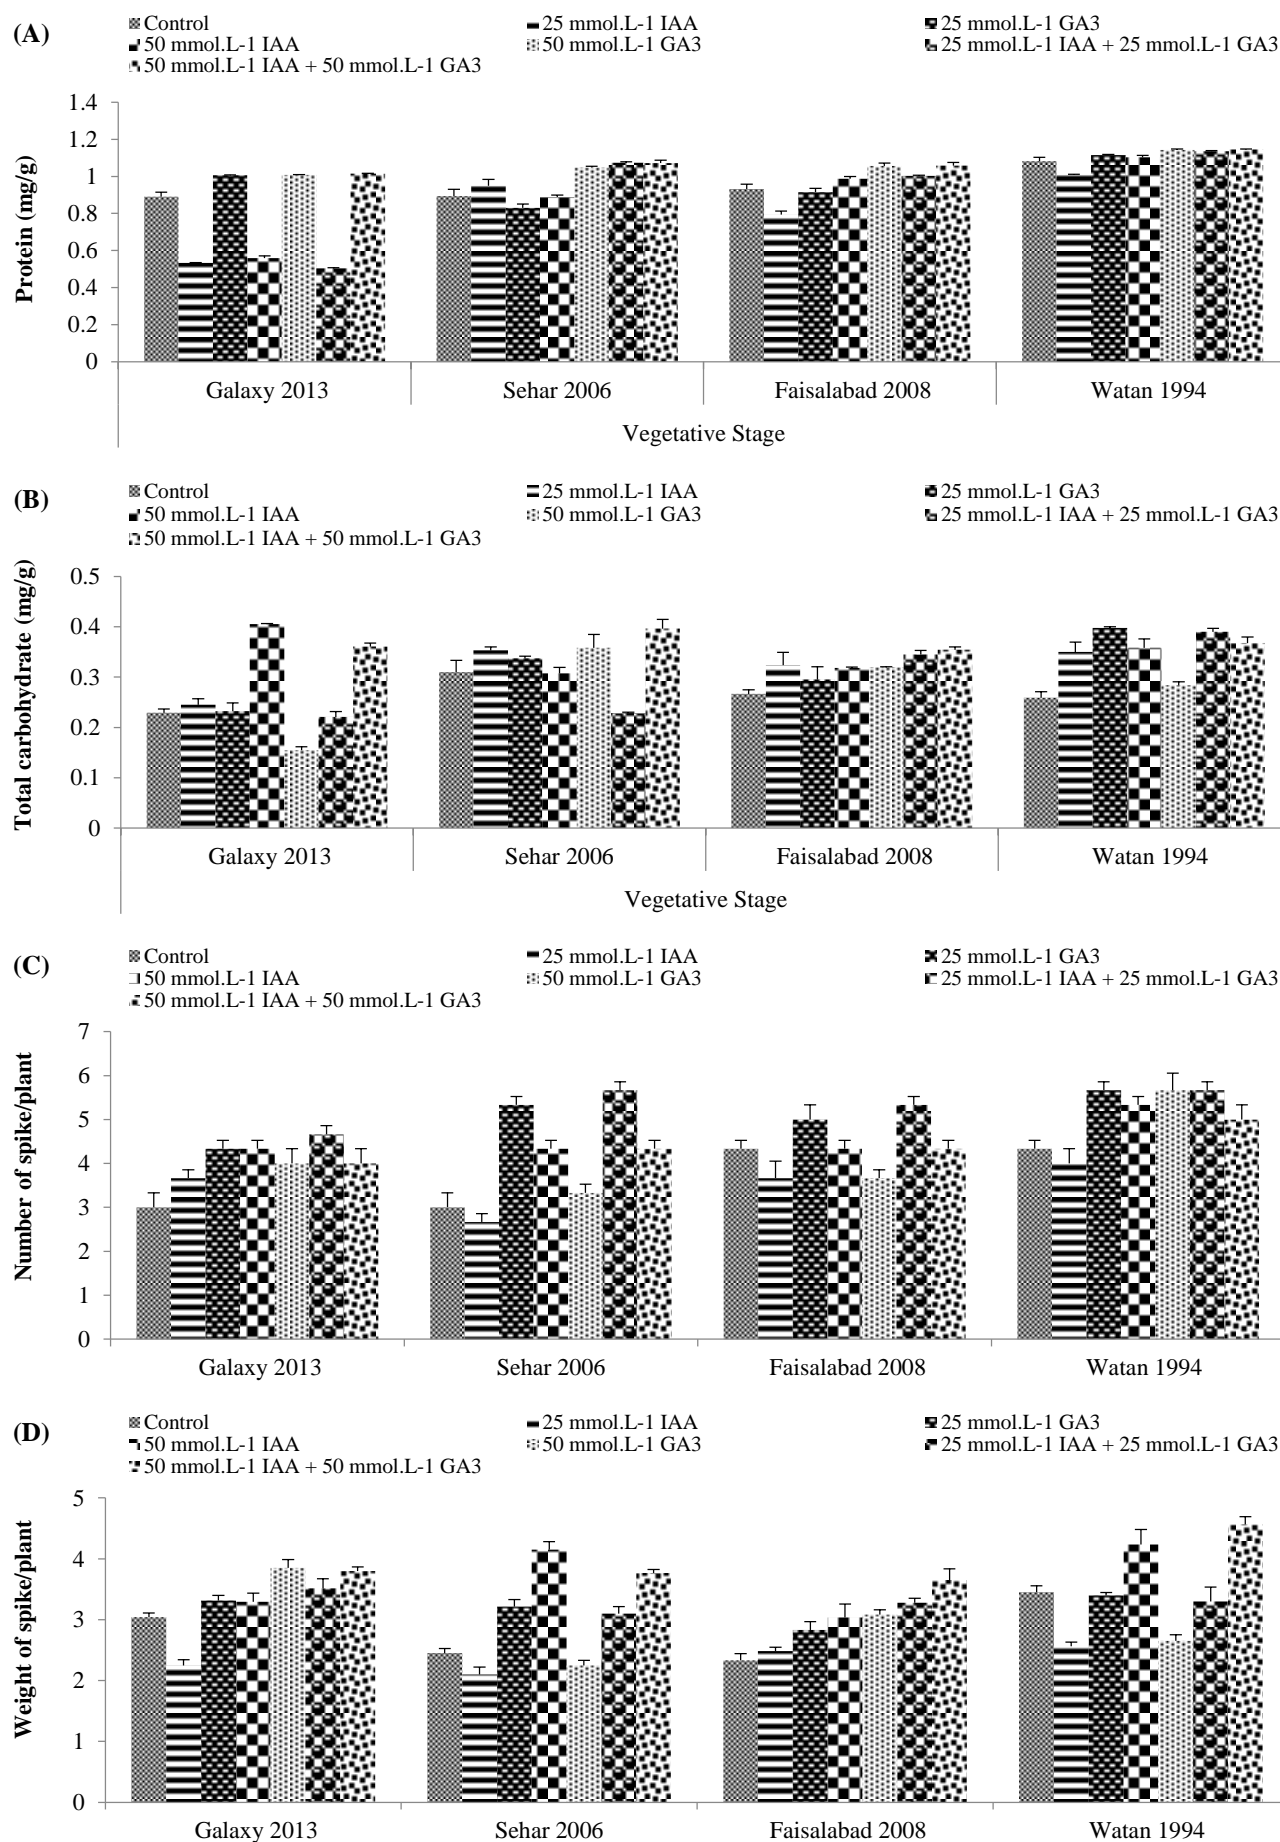 (A)
Control 25 mmol.L-1 IAA 25 mmol.L-1 GA3
50 mmol.L-1 IAA 50 mmol.L-1 GA3 25 mmol.L-1 IAA + 25 mmol.L-1 GA3
50 mmol.L-1 IAA + 50 mmol.L-1 GA3
Protein (mg/g)
1.4
1.2
1
0.8
0.6
0.4
0.2
0
Galaxy 2013 Sehar 2006 Faisalabad 2008 Watan 1994
Vegetative Stage
(B)
Control 25 mmol.L-1 IAA 25 mmol.L-1 GA3
50 mmol.L-1 IAA 50 mmol.L-1 GA3 25 mmol.L-1 IAA + 25 mmol.L-1 GA3
50 mmol.L-1 IAA + 50 mmol.L-1 GA3
Total carbohydrate (mg/g)
0.5
0.4
0.3
0.2
0.1
0
Galaxy 2013 Sehar 2006 Faisalabad 2008 Watan 1994
Vegetative Stage
(C)
Control 25 mmol.L-1 IAA 25 mmol.L-1 GA3
50 mmol.L-1 IAA 50 mmol.L-1 GA3 25 mmol.L-1 IAA + 25 mmol.L-1 GA3
50 mmol.L-1 IAA + 50 mmol.L-1 GA3
Number of spike/plant
7
6
5
4
3
2
1
0
Galaxy 2013 Sehar 2006 Faisalabad 2008 Watan 1994
(D)
Control 25 mmol.L-1 IAA 25 mmol.L-1 GA3
50 mmol.L-1 IAA 50 mmol.L-1 GA3 25 mmol.L-1 IAA + 25 mmol.L-1 GA3
50 mmol.L-1 IAA + 50 mmol.L-1 GA3
Weight of spike/plant
5
4
3
2
1
0
Galaxy 2013 Sehar 2006 Faisalabad 2008 Watan 1994